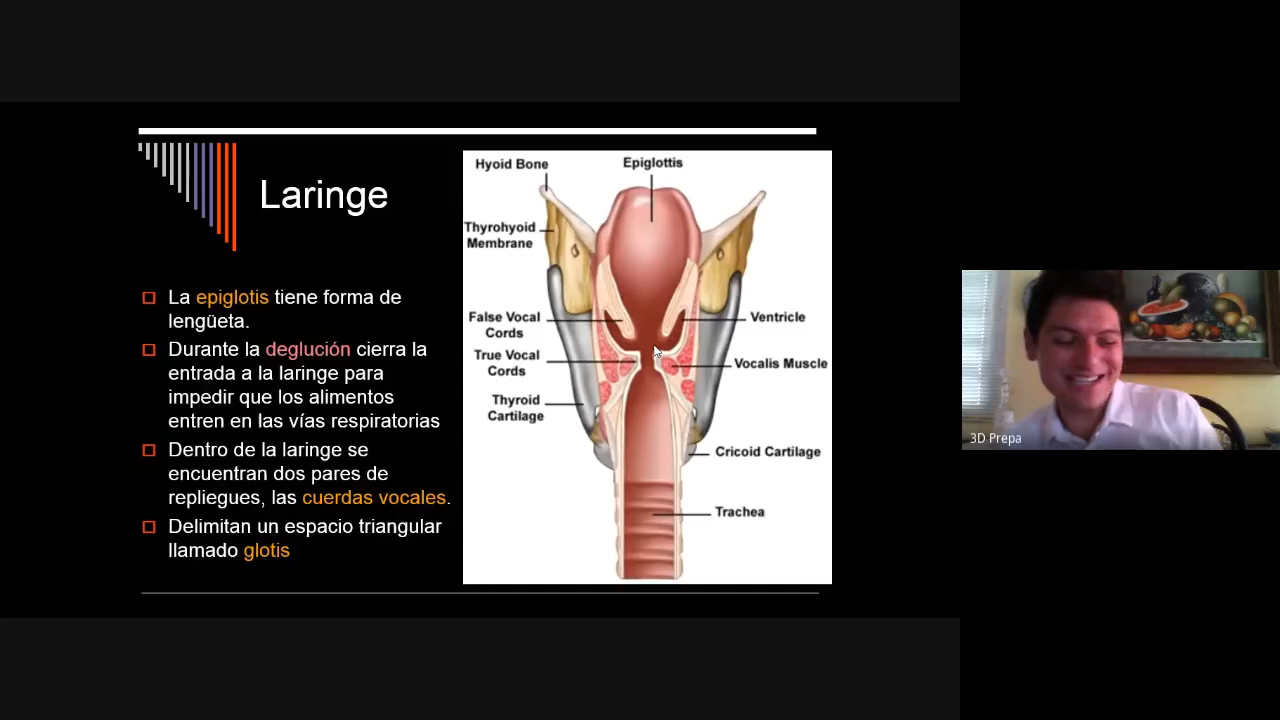 Laringe
La epiglotis tiene forma de
lengüeta.
Durante la deglución cierra la
entrada a la laringe para
impedir que los alimentos
entren en las vías respiratorias
Dentro de la laringe se
encuentran dos pares de
repliegues, las cuerdas vocales.
Delimitan un espacio triangular
llamado glotis
Hyoid Bone
Epiglottis
Thyrohyoid
Membrane
False Vocal
Cords
Ventricle
True Vocal
Cords
Vocalis Muscle
Thyroid
Cartilage
Cricoid Cartilage
Trachea
3D Prepa